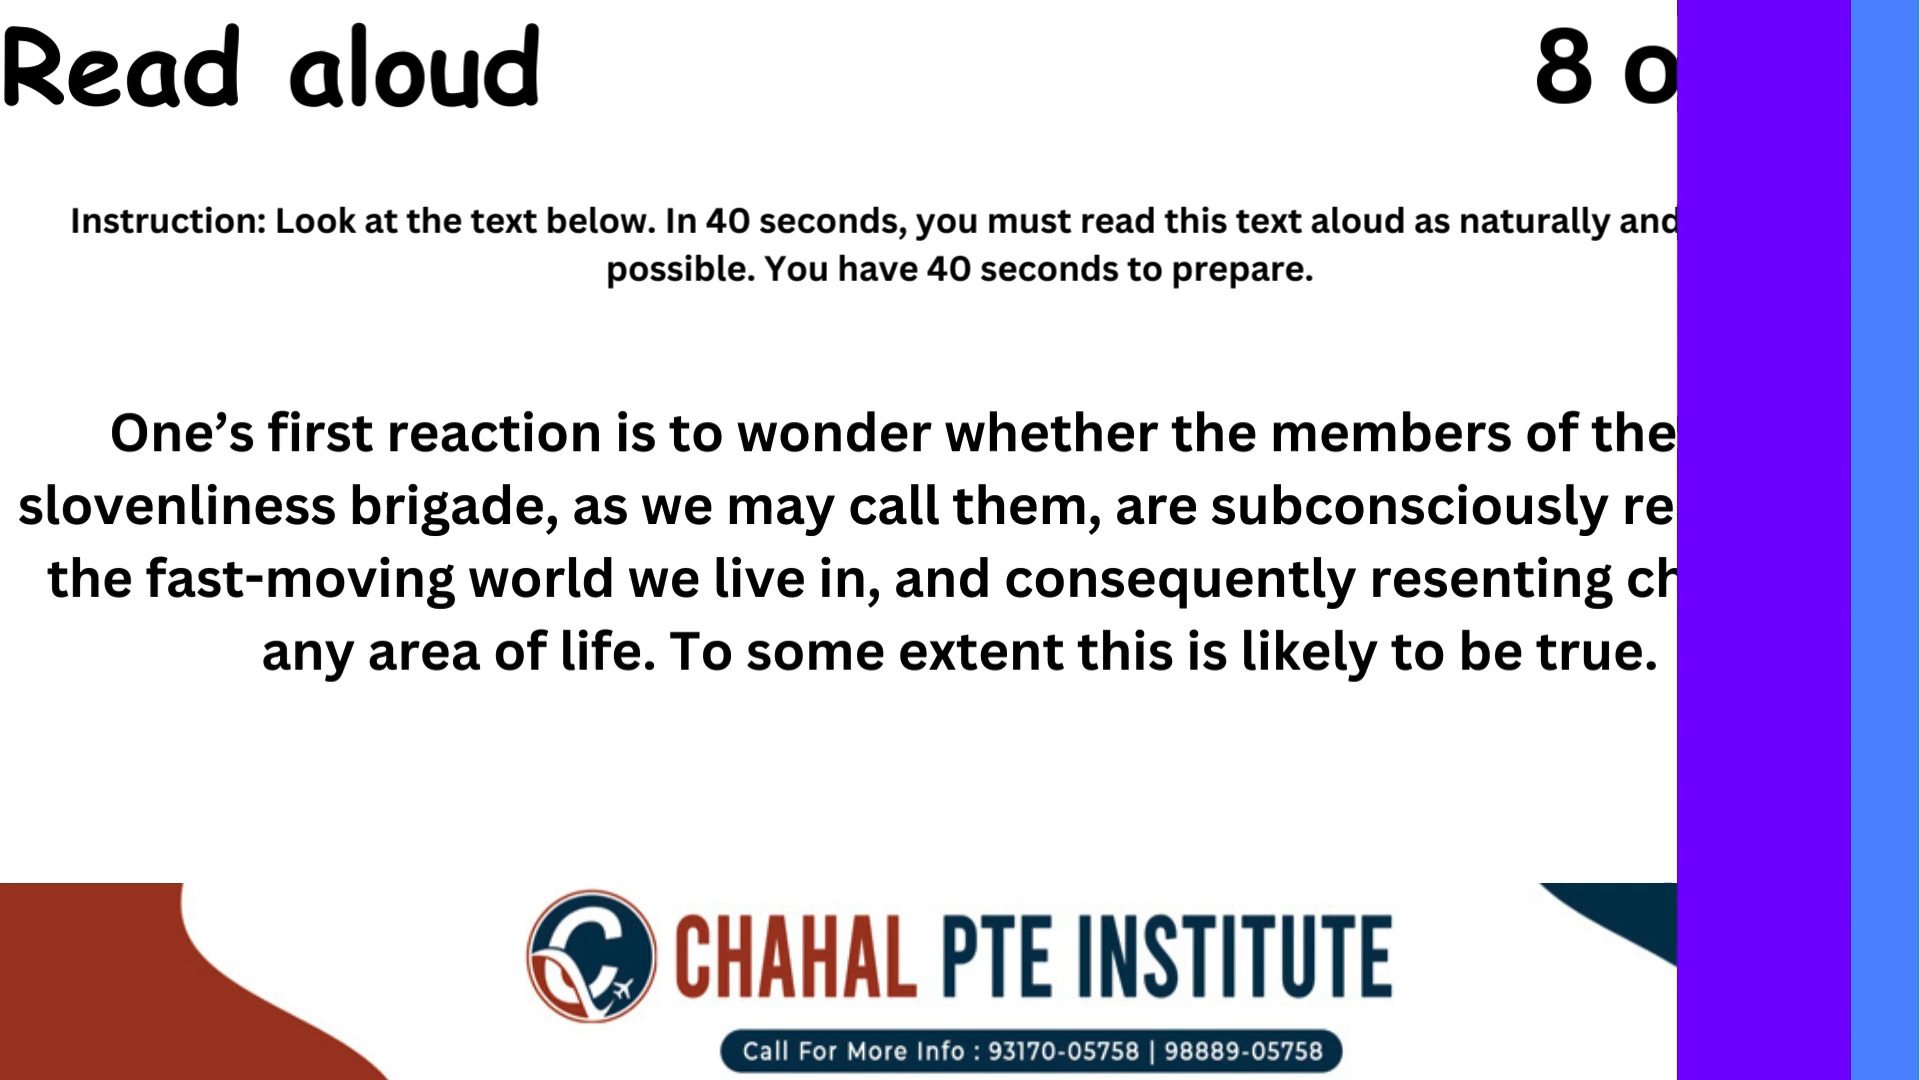 Read aloud 8
Instruction: Look at the text below. In 40 seconds, you must read this text aloud as naturally and
possible. You have 40 seconds to prepare.
One’s first reaction is to wonder whether the members of the
slovenliness brigade, as we may call them, are subconsciously
the fast-moving world we live in, and consequently resenting
any area of life. To some extent this is likely to be true.
CHAHAL PTE INSTITUTE
Call For More Info : 93170-05758 | 98889-05758